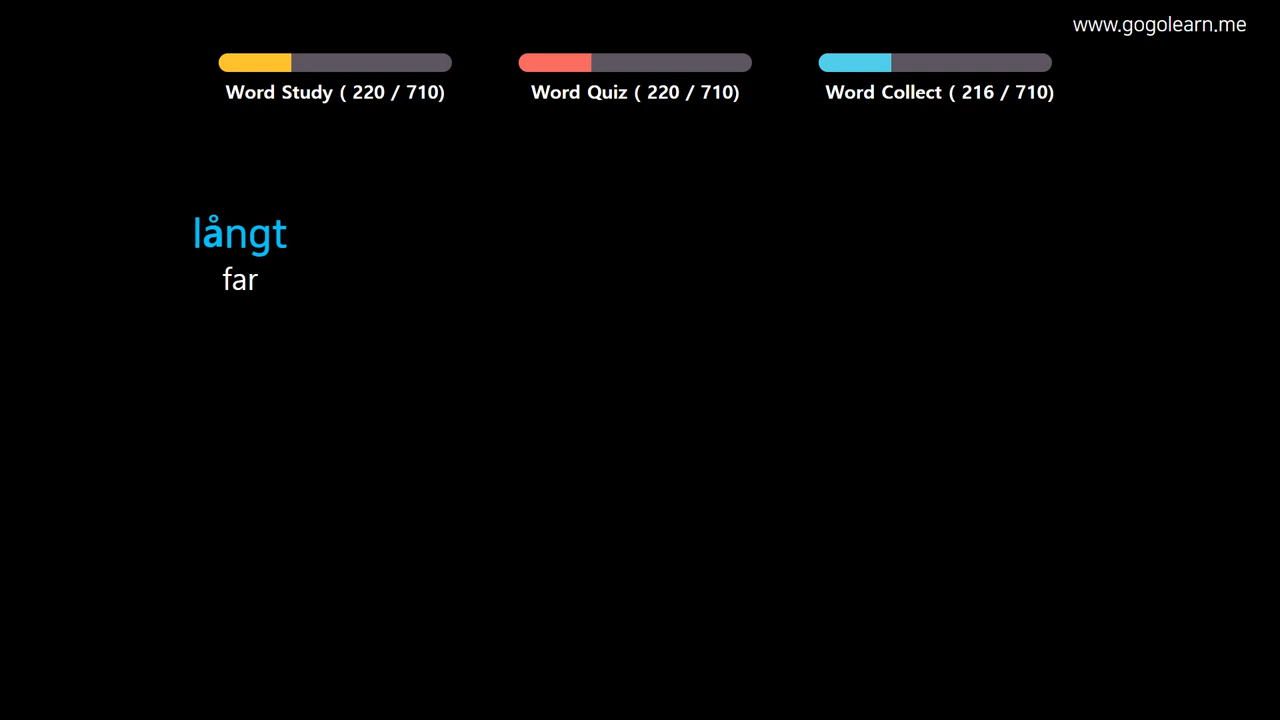 www.gogolearn.me
Word Study ( 220 / 710)
Word Quiz ( 220 / 710)
Word Collect ( 216 / 710)
långt
far